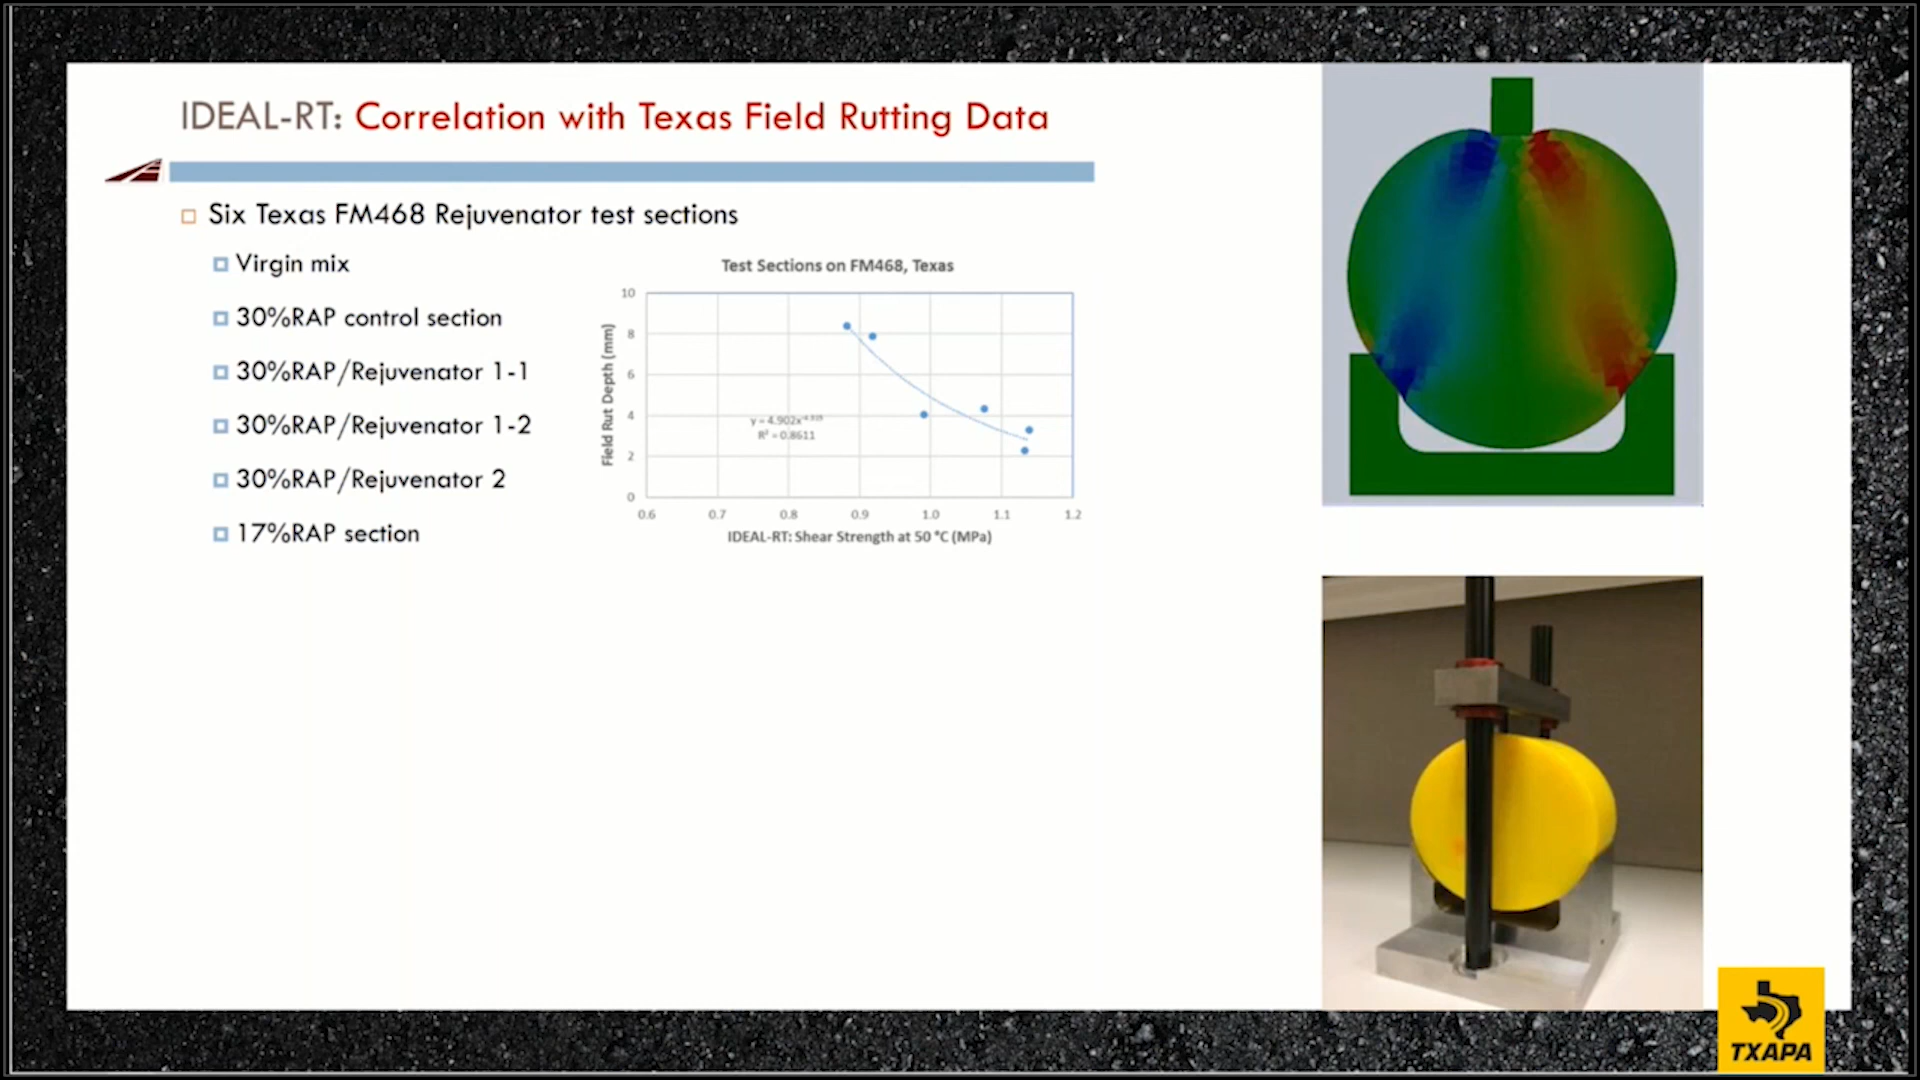 IDEAL-RT: Correlation with Texas Field Rutting Data
Six Texas FM468 Rejuvenator test sections
Virgin mix
30%RAP control section
30%RAP/Rejuvenator 1-1
30%RAP/Rejuvenator 1-2
30%RAP/Rejuvenator 2
17%RAP section
Test Sections on FM468, Texas
Field Rut Depth (mm)
10
8
6
4
2
0
y = 4.902x
R² = 0.8611
0.6 0.7 0.8 0.9 1.0 1.1 1.2
IDEAL-RT: Shear Strength at 50 °C (MPa)
TXAPA